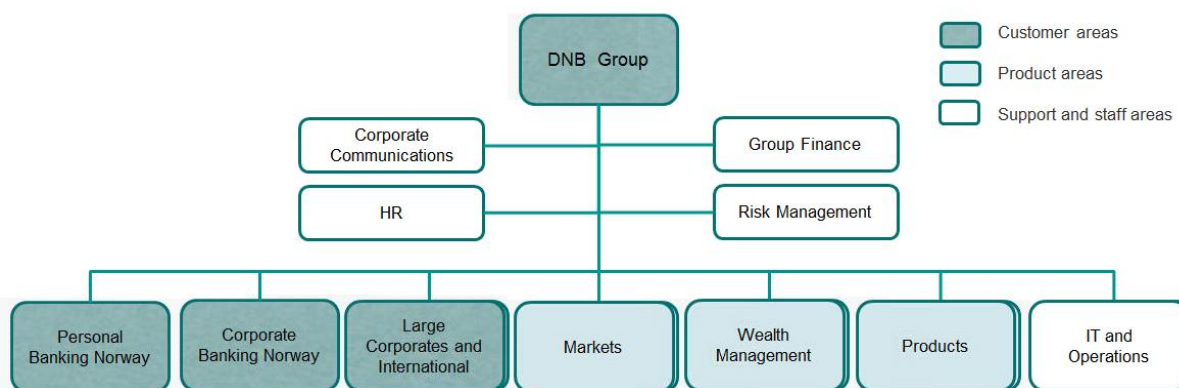 DNB Group
Customer areas
Product areas
Support and staff areas
Corporate
Communications
Group Finance
HR
Risk Management
Personal
Banking Norway
Corporate
Banking Norway
Large
Corporates and
International
Markets
Wealth
Management
Products
IT and
Operations